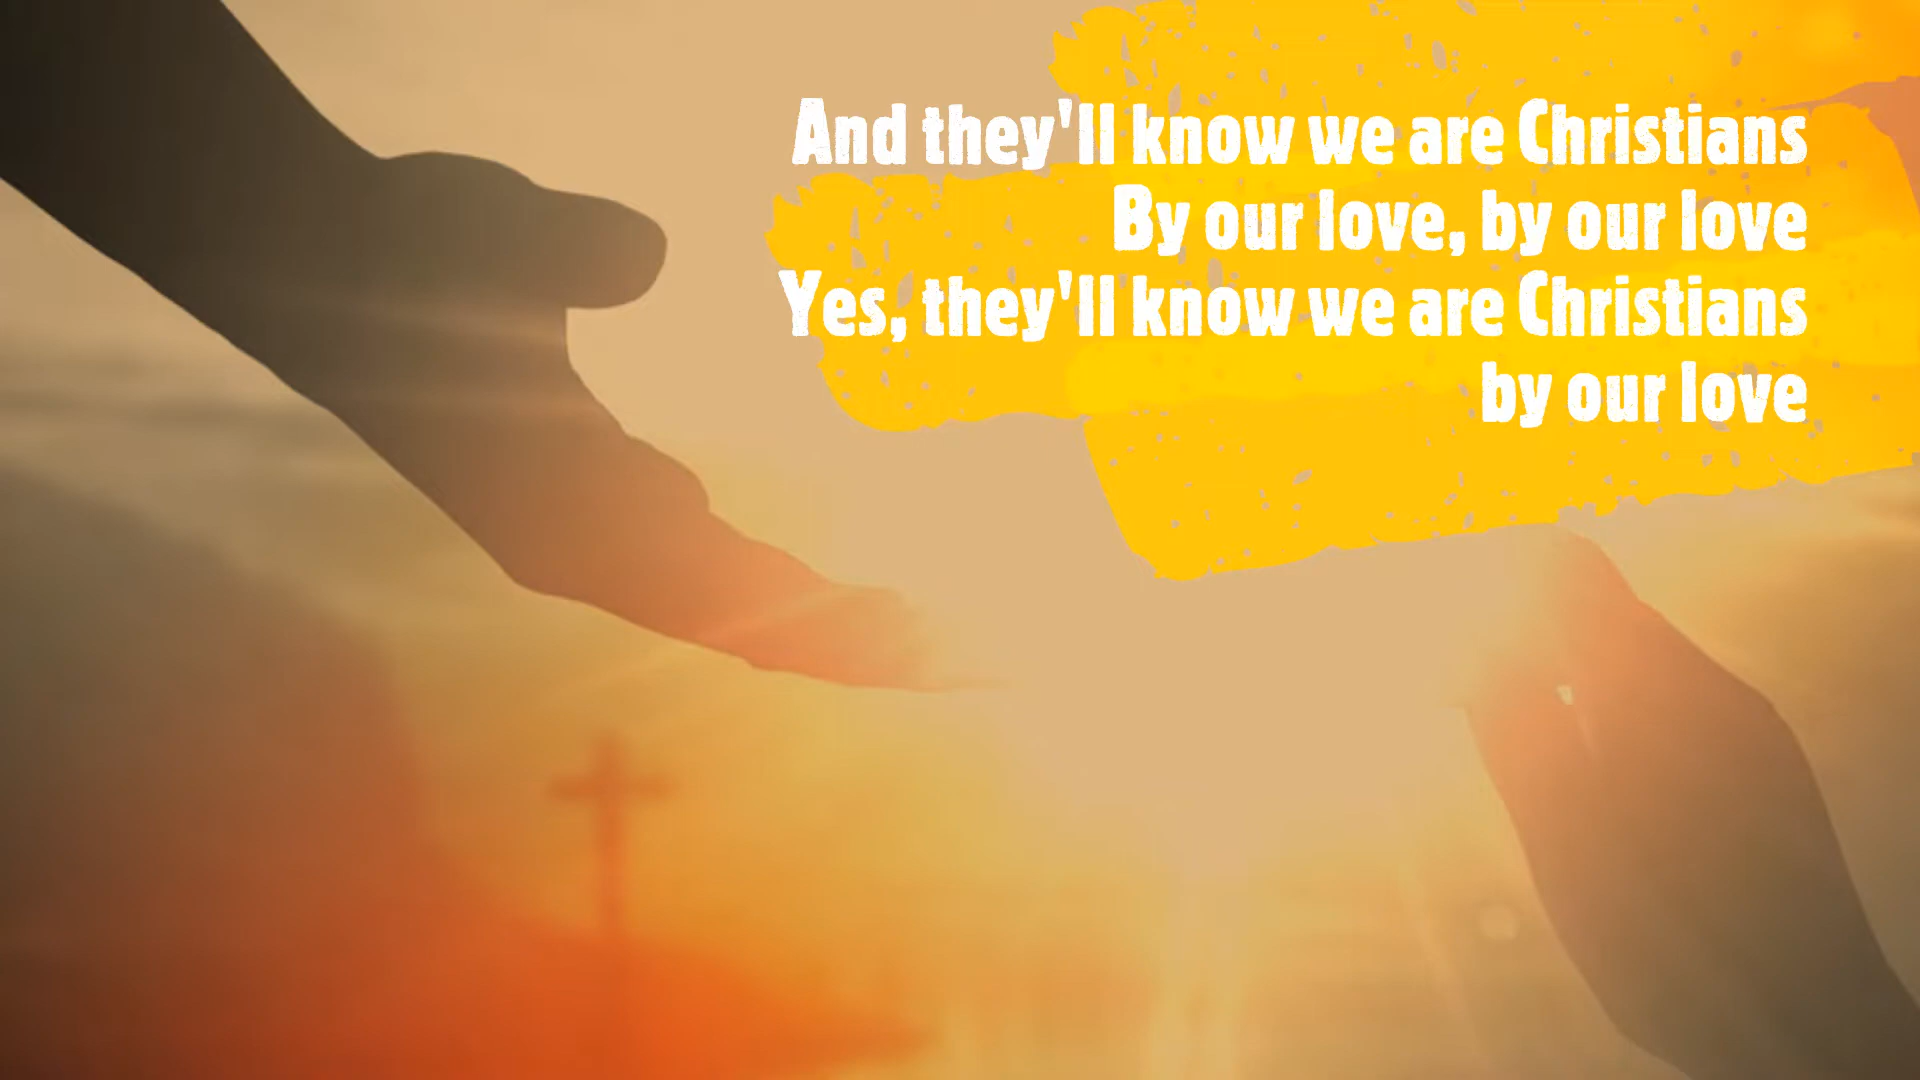 And they'll know we are Christians
By our love, by our love
Yes, they'll know we are Christians
by our love